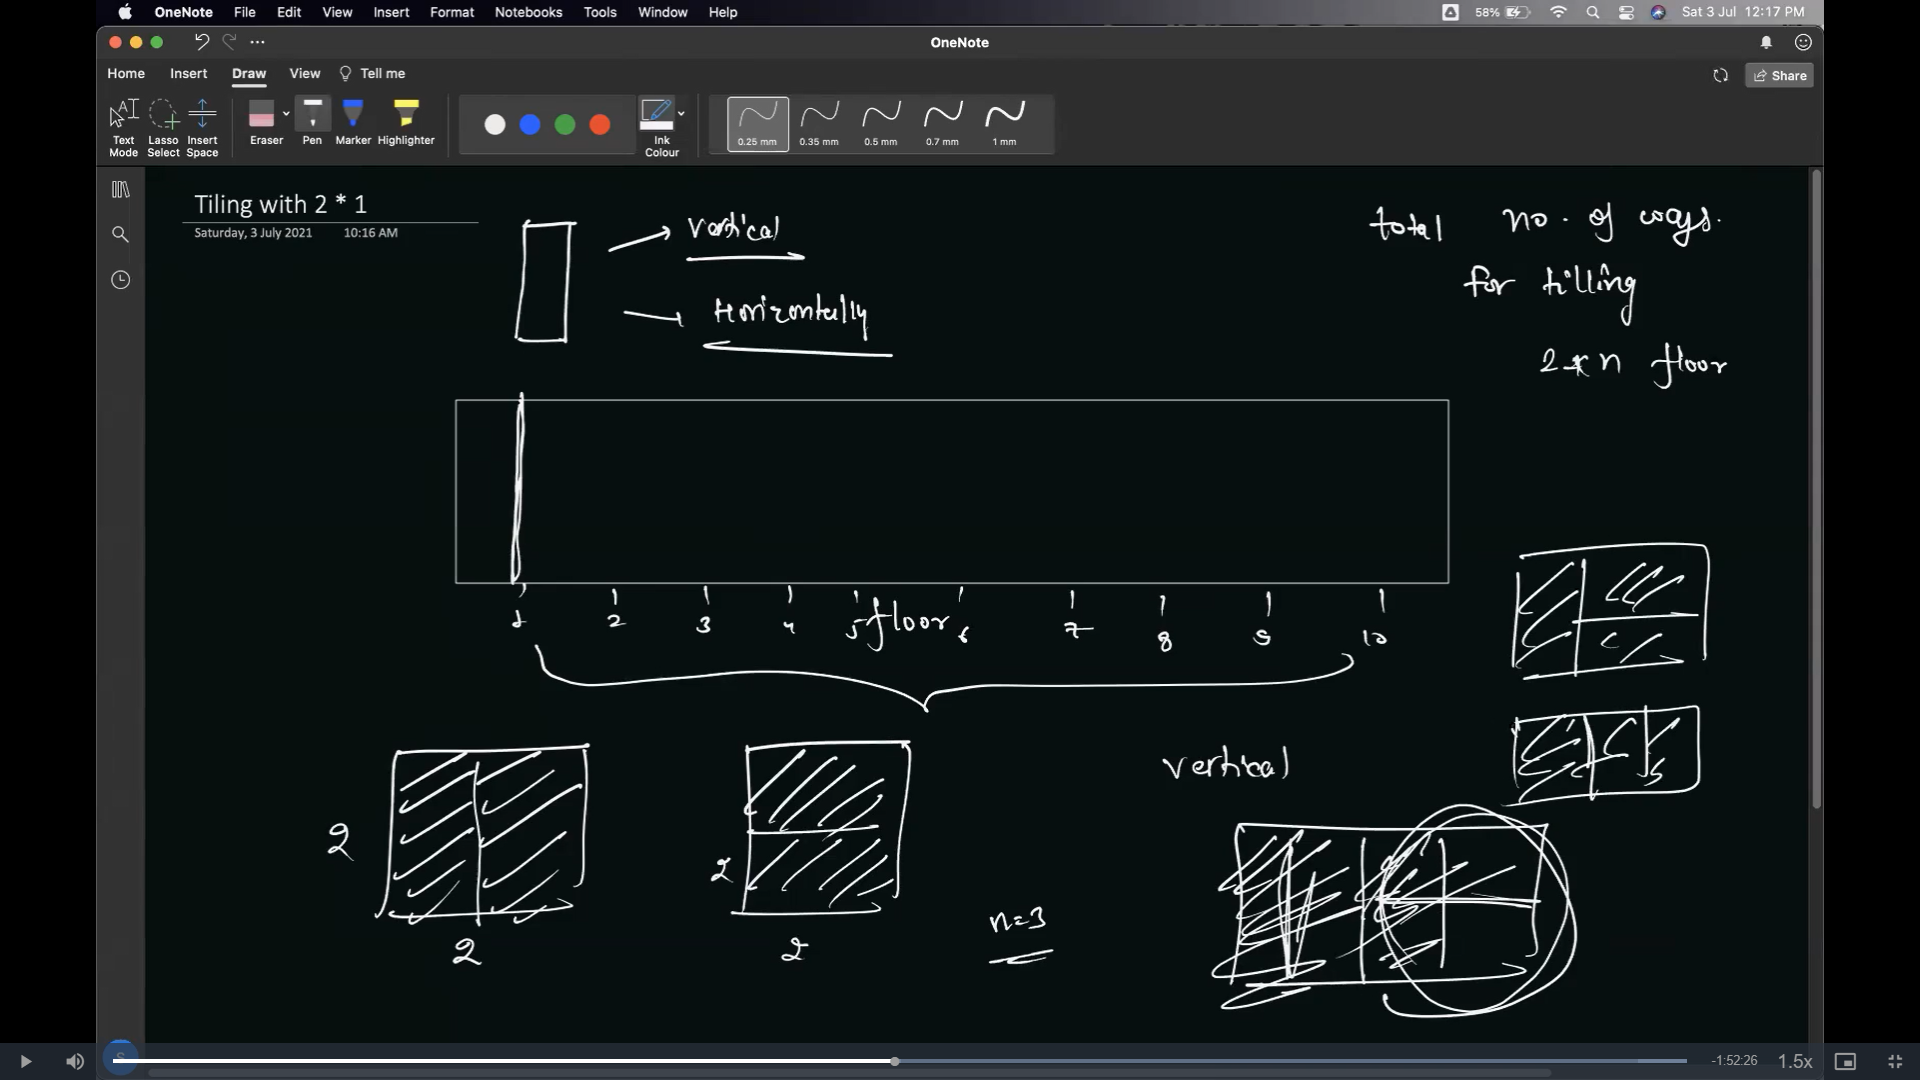 OneNote File Edit View Insert Format Notebooks Tools Window Help 58% Sat 3 Jul 12:17 PM
OneNote
Home Insert Draw View Tell me Share
Text Mode
Lasso Select
Insert Space
Eraser
Pen
Marker
Highlighter
Ink Colour
0.25 mm 0.35 mm 0.5 mm 0.7 mm 1 mm
Tiling with 2 * 1
Saturday, 3 July 2021 10:16 AM
vertical
Horizontally
total no. of ways.
for tilling
2 * n floor
1 2 3 4 5 floor 6 7 8 9 10
vertical
2
2
2
2
n=3
-1:52:26 1.5x